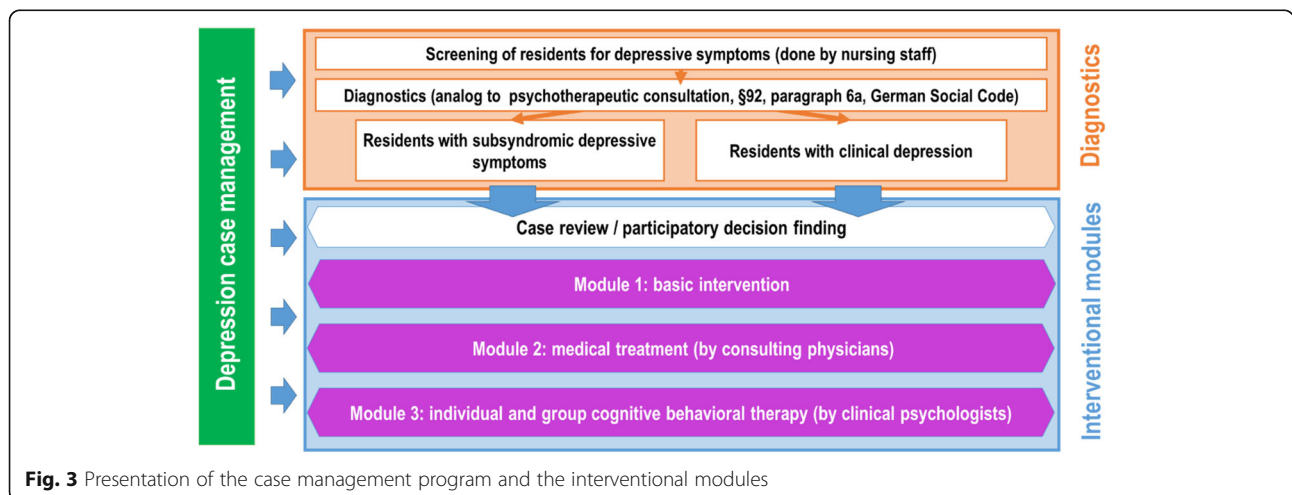 Depression case management
Screening of residents for depressive symptoms (done by nursing staff)
Diagnostics (analog to psychotherapeutic consultation, §92, paragraph 6a, German Social Code)
Residents with subsyndromic depressive
symptoms
Residents with clinical depression
Diagnostics
Case review / participatory decision finding
Module 1: basic intervention
Module 2: medical treatment (by consulting physicians)
Module 3: individual and group cognitive behavioral therapy (by clinical psychologists)
Interventional modules
Fig. 3 Presentation of the case management program and the interventional modules